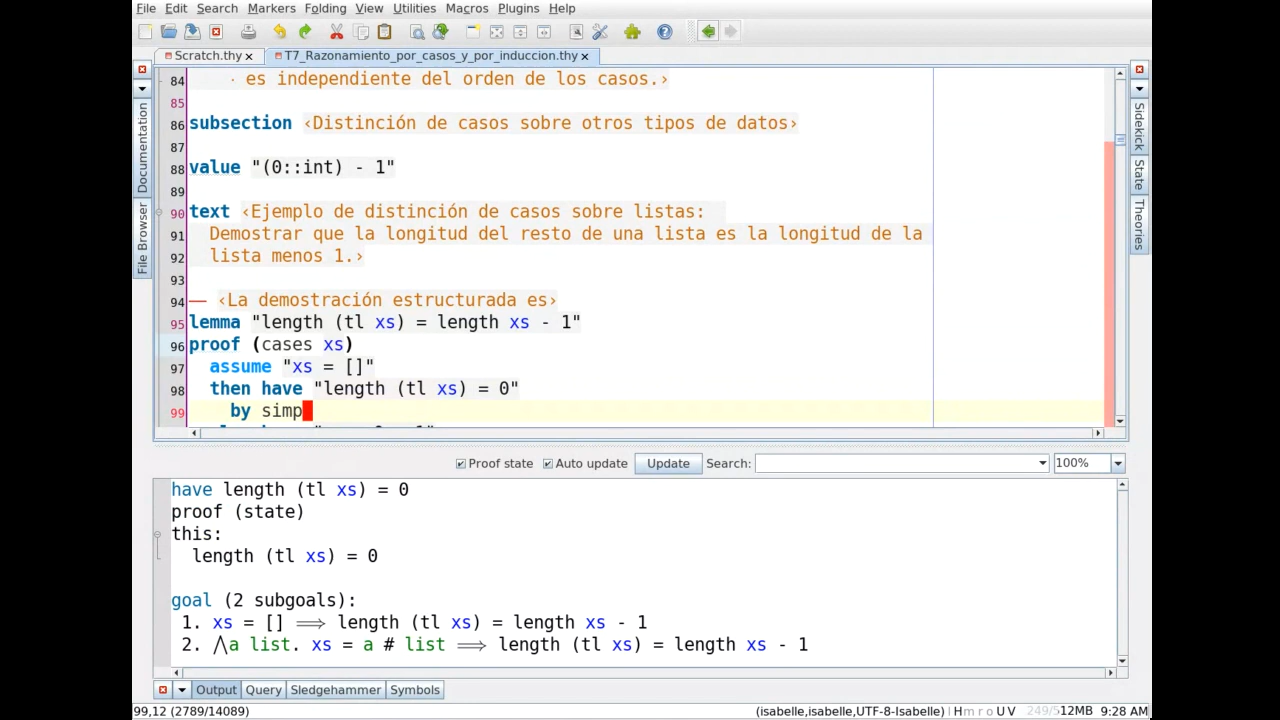 File Edit Search Markers Folding View Utilities Macros Plugins Help
Scratch.thy T7_Razonamiento_por_casos_y_por_induccion.thy
84 es independiente del orden de los casos.›
85
86 subsection ‹Distinción de casos sobre otros tipos de datos›
87
88 value "(0::int) - 1"
89
90 text ‹Ejemplo de distinción de casos sobre listas:
91 Demostrar que la longitud del resto de una lista es la longitud de la
92 lista menos 1.›
93
94 — ‹La demostración estructurada es›
95 lemma "length (tl xs) = length xs - 1"
96 proof (cases xs)
97 assume "xs = []"
98 then have "length (tl xs) = 0"
99 by simp
Documentation
File Browser
Sidekick
State
Theories
Proof state Auto update Update Search: 100%
have length (tl xs) = 0
proof (state)
this:
length (tl xs) = 0
goal (2 subgoals):
1. xs = [] ⟹ length (tl xs) = length xs - 1
2. ⋀a list. xs = a # list ⟹ length (tl xs) = length xs - 1
Output Query Sledgehammer Symbols
99,12 (2789/14089) (isabelle,isabelle,UTF-8-Isabelle) H m r o U V 249/512MB 9:28 AM